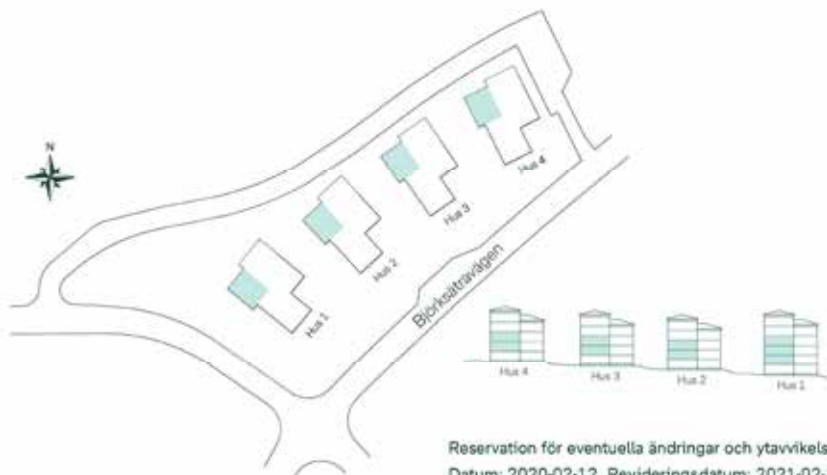 N
Hus 4
Hus 3
Hus 2
Hus 1
Björksätravägen
Hus 4
Hus 3
Hus 2
Hus 1
Reservation för eventuella ändringar och ytavvikels
Datum: 2020-02-12 Revideringsdatum: 2021-02-